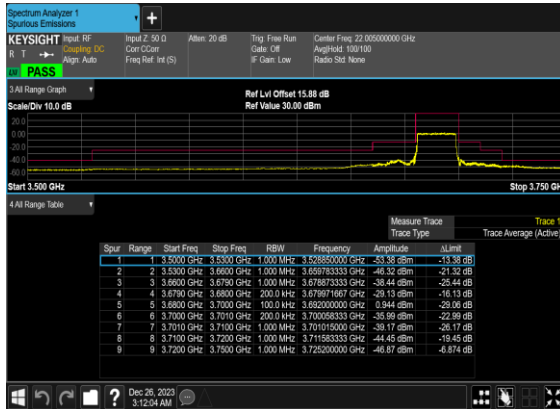 Spectrum Analyzer 1
Spurious Emissions
KEYSIGHT Input: RF Input Z: 50 Ω Atten: 20 dB Trig: Free Run Center Freq: 22.005000000 GHz
R T Coupling: DC Corr CCorr Gate: Off Avg|Hold: 100/100
Align: Auto Freq Ref: Int (S) IF Gain: Low Radio Std: None
PASS
3 All Range Graph
Ref Lvl Offset 15.88 dB
Scale/Div 10.0 dB Ref Value 30.00 dBm
20.0
0.00
-20.0
-40.0
-60.0
Start 3.500 GHz Stop 3.750 GH
4 All Range Table
Measure Trace Trace 1
Trace Type Trace Average (Active)
Spur Range Start Freq Stop Freq RBW Frequency Amplitude ΔLimit
1 1 3.5000 GHz 3.5300 GHz 1.000 MHz 3.528850000 GHz -53.38 dBm -13.38 dB
2 2 3.5300 GHz 3.6600 GHz 1.000 MHz 3.659783333 GHz -46.32 dBm -21.32 dB
3 3 3.6600 GHz 3.6790 GHz 1.000 MHz 3.678873333 GHz -38.44 dBm -25.44 dB
4 4 3.6790 GHz 3.6800 GHz 200.0 kHz 3.679971667 GHz -29.13 dBm -16.13 dB
5 5 3.6800 GHz 3.7000 GHz 100.0 kHz 3.692000000 GHz 0.944 dBm -29.06 dB
6 6 3.7000 GHz 3.7010 GHz 200.0 kHz 3.700058333 GHz -35.99 dBm -22.99 dB
7 7 3.7010 GHz 3.7100 GHz 1.000 MHz 3.701015000 GHz -39.17 dBm -26.17 dB
8 8 3.7100 GHz 3.7200 GHz 1.000 MHz 3.711583333 GHz -44.45 dBm -19.45 dB
9 9 3.7200 GHz 3.7500 GHz 1.000 MHz 3.725200000 GHz -46.87 dBm -6.874 dB
Dec 26, 2023
3:12:04 AM